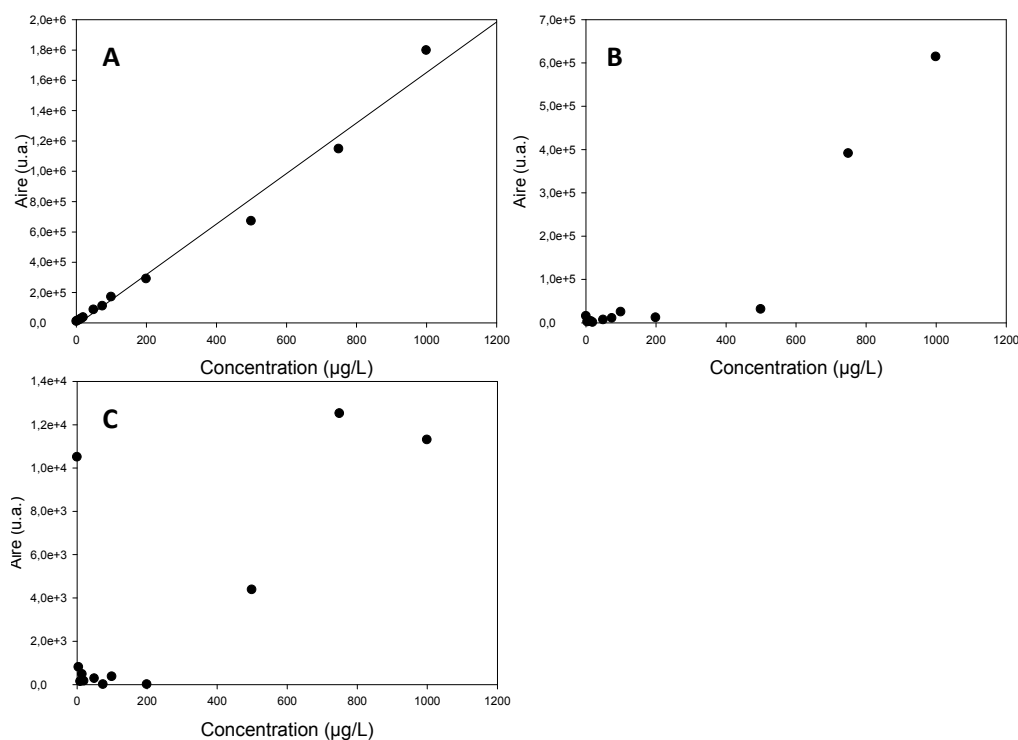 A
Aire (u.a.)
2,0e+6
1,8e+6
1,6e+6
1,4e+6
1,2e+6
1,0e+6
8,0e+5
6,0e+5
4,0e+5
2,0e+5
0,0
0 200 400 600 800 1000 1200
Concentration (µg/L)
B
Aire (u.a.)
7,0e+5
6,0e+5
5,0e+5
4,0e+5
3,0e+5
2,0e+5
1,0e+5
0,0
0 200 400 600 800 1000 1200
Concentration (µg/L)
C
Aire (u.a.)
1,4e+4
1,2e+4
1,0e+4
8,0e+3
6,0e+3
4,0e+3
2,0e+3
0,0
0 200 400 600 800 1000 1200
Concentration (µg/L)